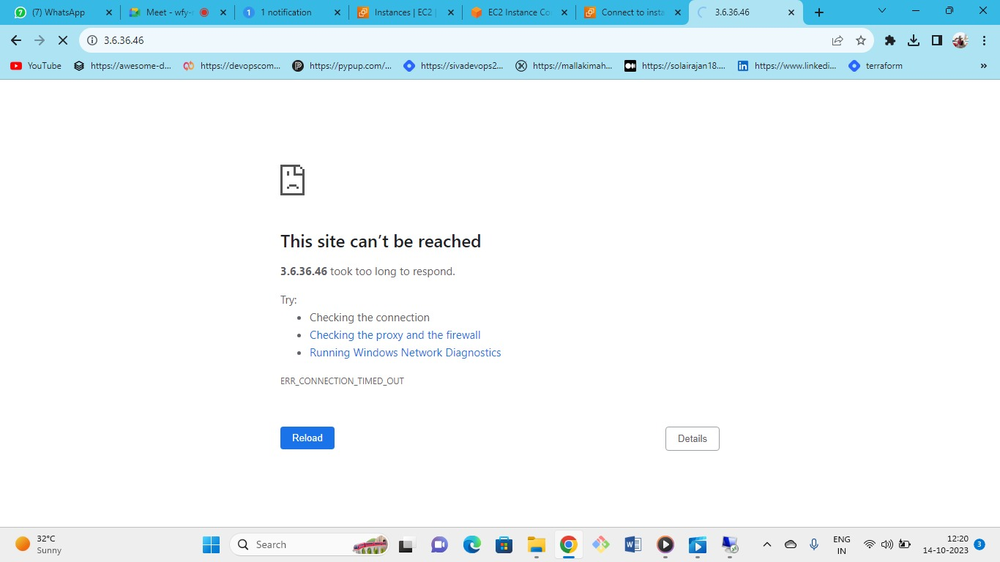 7
(7) WhatsApp
Meet - wfy-
1
1 notification
Instances | EC2 |
EC2 Instance Co
Connect to insta
3.6.36.46
3.6.36.46
YouTube
https://awesome-d...
https://devopscom...
https://pypup.com/...
https://sivadevops2...
https://mallakimah...
https://solairajan18....
https://www.linkedi...
terraform
»
This site can't be reached
3.6.36.46 took too long to respond.
Try:
• Checking the connection
• Checking the proxy and the firewall
• Running Windows Network Diagnostics
ERR_CONNECTION_TIMED_OUT
Reload
Details
32°C
Sunny
Search
ENG
IN
12:20
14-10-2023
3